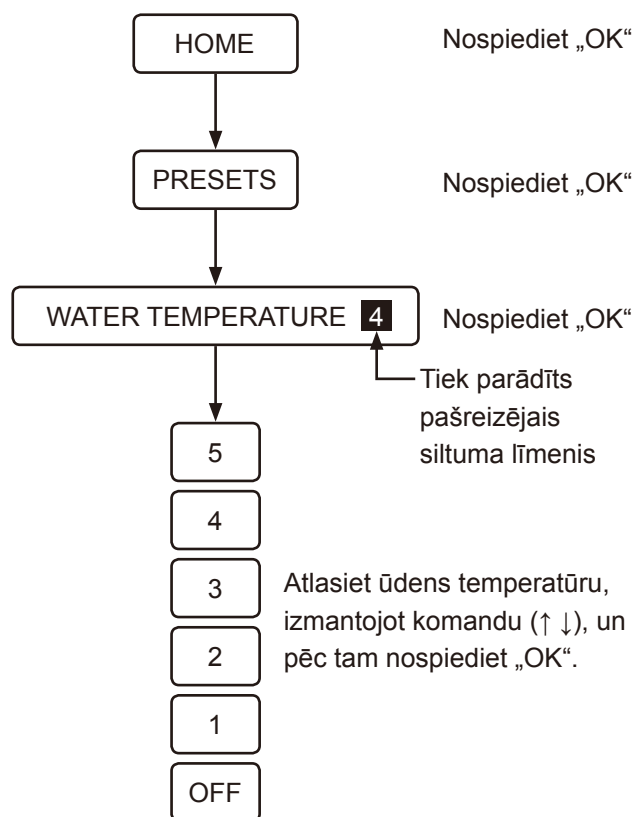 HOME
Nospiediet „OK“
PRESETS
Nospiediet „OK“
WATER TEMPERATURE 4
Nospiediet „OK“
Tiek parādīts
pašreizējais
siltuma līmenis
5
4
3
2
1
OFF
Atlasiet ūdens temperatūru,
izmantojot komandu (↑ ↓), un
pēc tam nospiediet „OK“.